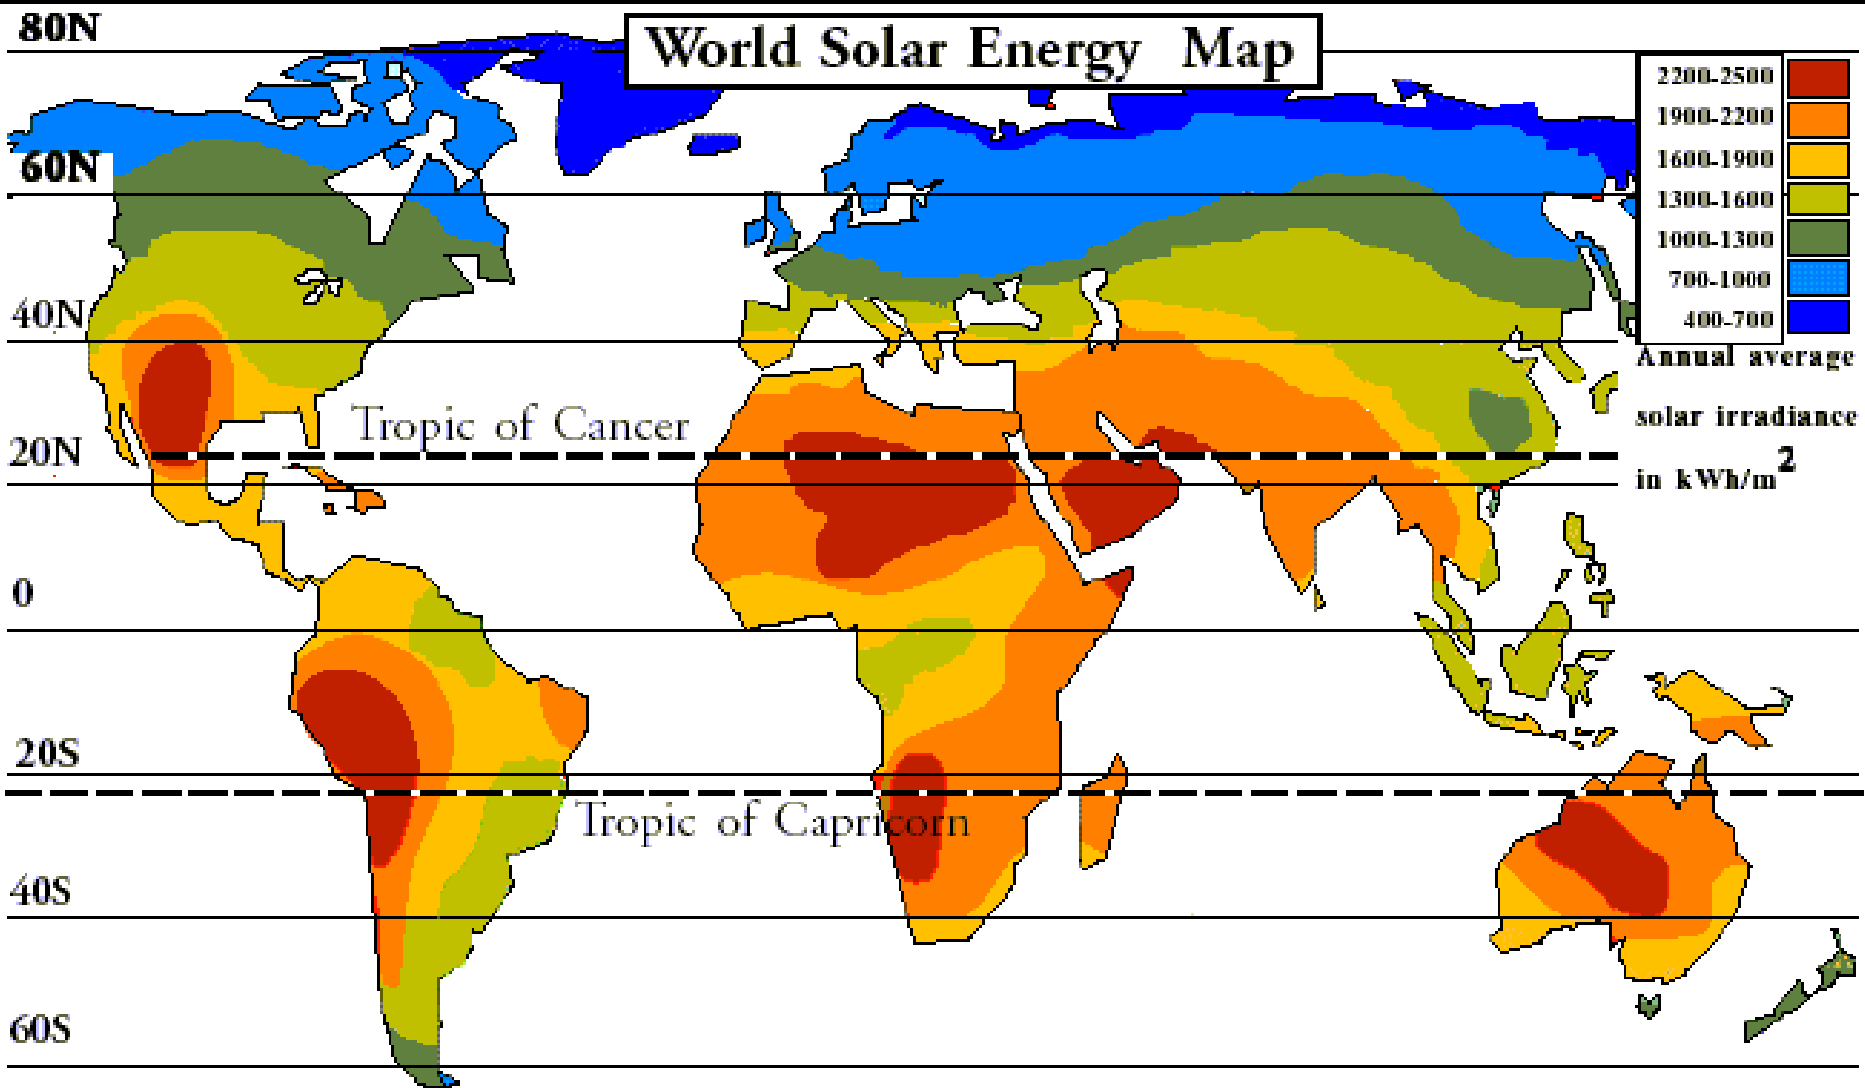 80N
World Solar Energy Map
2200-2500
1900-2200
1600-1900
1300-1600
1000-1300
700-1000
400-700
60N
40N
Annual average
solar irradiance
in kWh/m²
Tropic of Cancer
20N
0
20S
Tropic of Capricorn
40S
60S